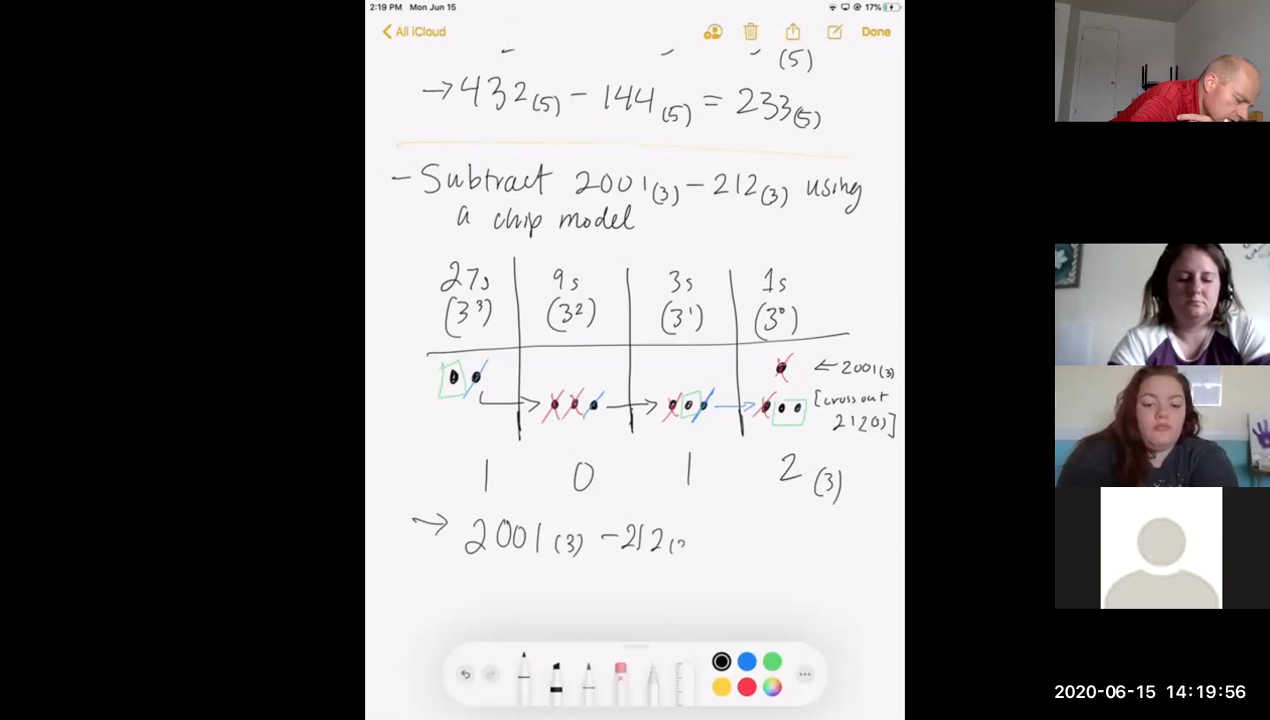 2:19 PM Mon Jun 15
17%
All iCloud
Done
(5)
→ 432(5) - 144(5) = 233(5)
- Subtract 2001(3) - 212(3) using
a chip model
27s 9s 3s 1s
(3³) (3²) (3¹) (3⁰)
← 2001(3)
[cross out
212(3)]
1 0 1 2 (3)
→ 2001(3) - 212(
2020-06-15 14:19:56